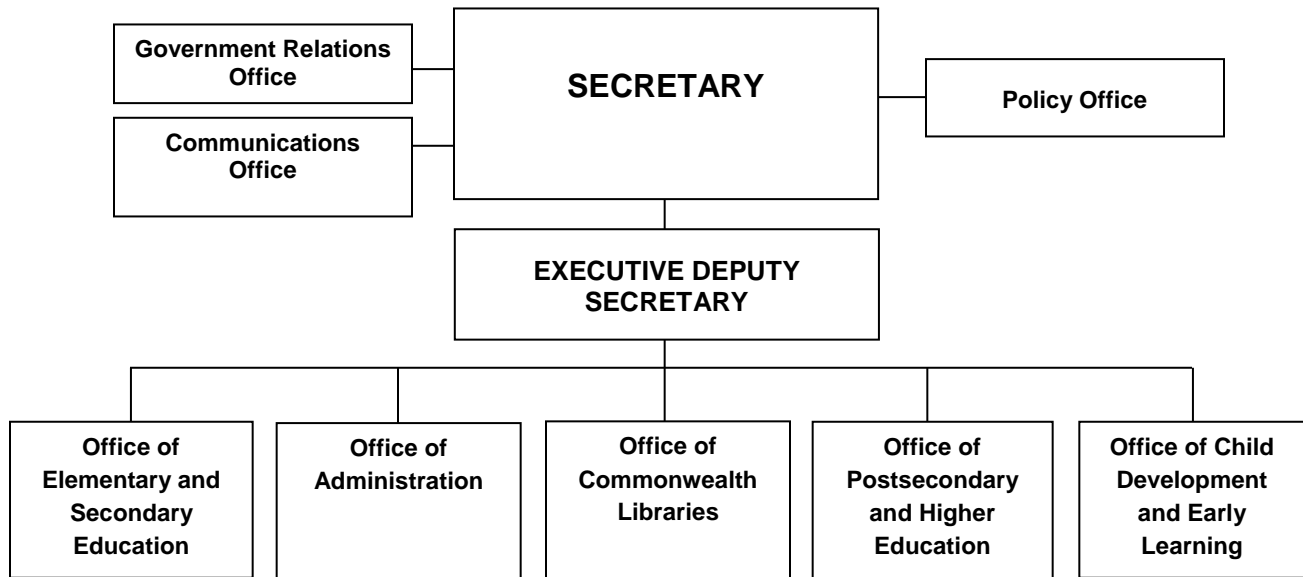 Government Relations
Office
SECRETARY
Policy Office
Communications
Office
EXECUTIVE DEPUTY
SECRETARY
Office of
Elementary and
Secondary
Education
Office of
Administration
Office of
Commonwealth
Libraries
Office of
Postsecondary
and Higher
Education
Office of Child
Development
and Early
Learning